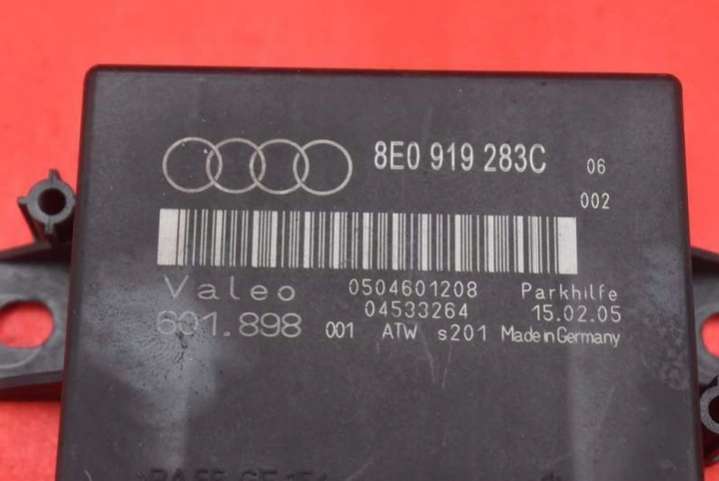 8E0 919 283C 06
002
Valeo 0504601208 Parkhilfe
04533264 15.02.05
601.898 001 ATW s201 Made in Germany